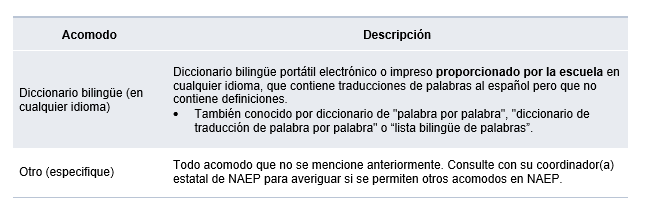 Acomodo Descripción
Diccionario bilingüe (en
cualquier idioma)
Diccionario bilingüe portátil electrónico o impreso proporcionado por la escuela en
cualquier idioma, que contiene traducciones de palabras al español pero que no
contiene definiciones.
• También conocido por diccionario de "palabra por palabra", "diccionario de
traducción de palabra por palabra" o “lista bilingüe de palabras”.
Otro (especifique)
Todo acomodo que no se mencione anteriormente. Consulte con su coordinador(a)
estatal de NAEP para averiguar si se permiten otros acomodos en NAEP.